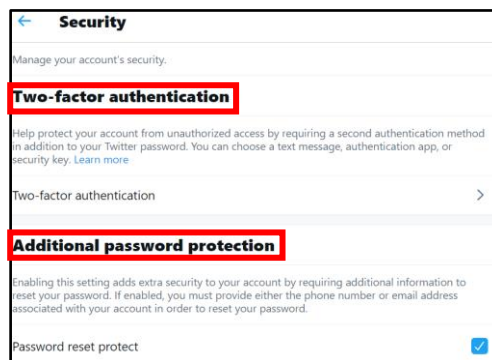 Security
Manage your account's security.
Two-factor authentication
Help protect your account from unauthorized access by requiring a second authentication method
in addition to your Twitter password. You can choose a text message, authentication app, or
security key. Learn more
Two-factor authentication
Additional password protection
Enabling this setting adds extra security to your account by requiring additional information to
reset your password. If enabled, you must provide either the phone number or email address
associated with your account in order to reset your password.
Password reset protect